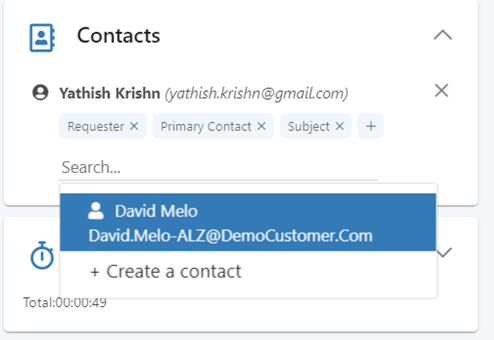 Contacts
Yathish Krishn (yathish.krishn@gmail.com)
Requester × Primary Contact × Subject × +
Search...
David Melo
David.Melo-ALZ@DemoCustomer.Com
+ Create a contact
Total:00:00:49